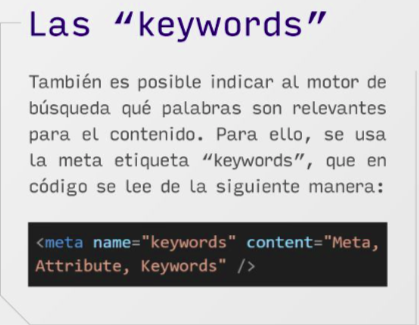 Las “keywords”
También es posible indicar al motor de
búsqueda qué palabras son relevantes
para el contenido. Para ello, se usa
la meta etiqueta “keywords”, que en
código se lee de la siguiente manera:
<meta name="keywords" content="Meta,
Attribute, Keywords" />